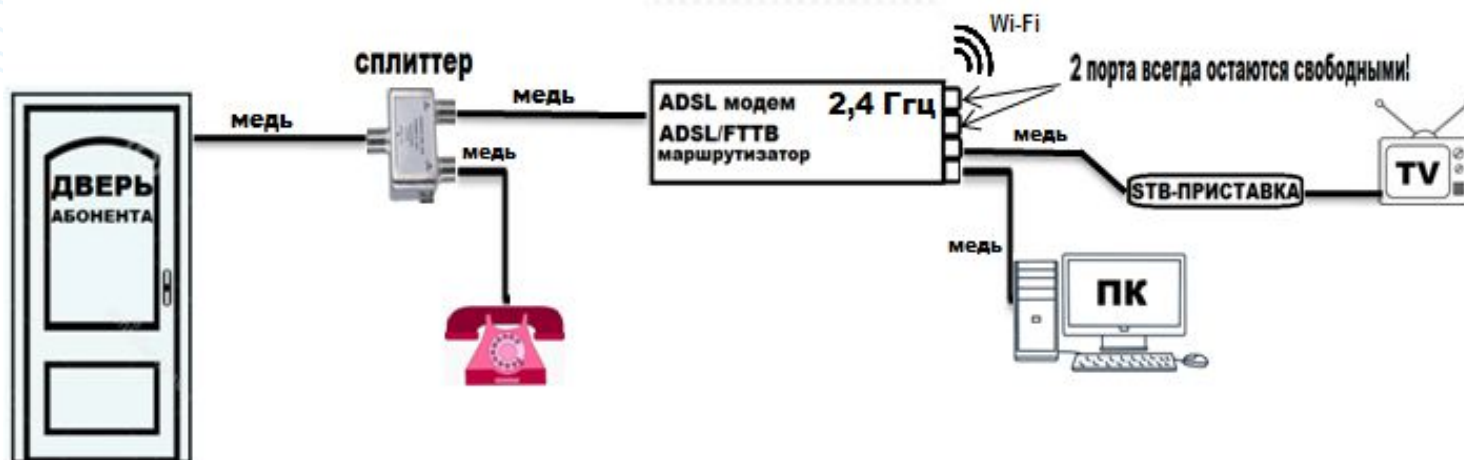 Wi-Fi
сплиттер
2 порта всегда остаются свободными!
медь
медь
медь
ADSL модем 2,4 Ггц
ADSL/FTTB
маршрутизатор
медь
ДВЕРЬ
АБОНЕНТА
STB-ПРИСТАВКА
TV
медь
ПК